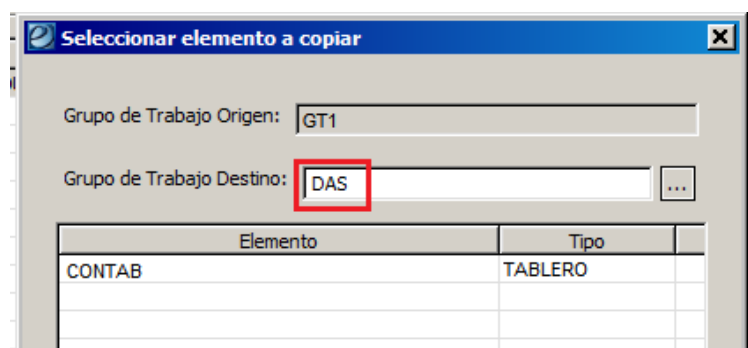 Seleccionar elemento a copiar
Grupo de Trabajo Origen: GT1
Grupo de Trabajo Destino: DAS ...
Elemento Tipo
CONTAB TABLERO